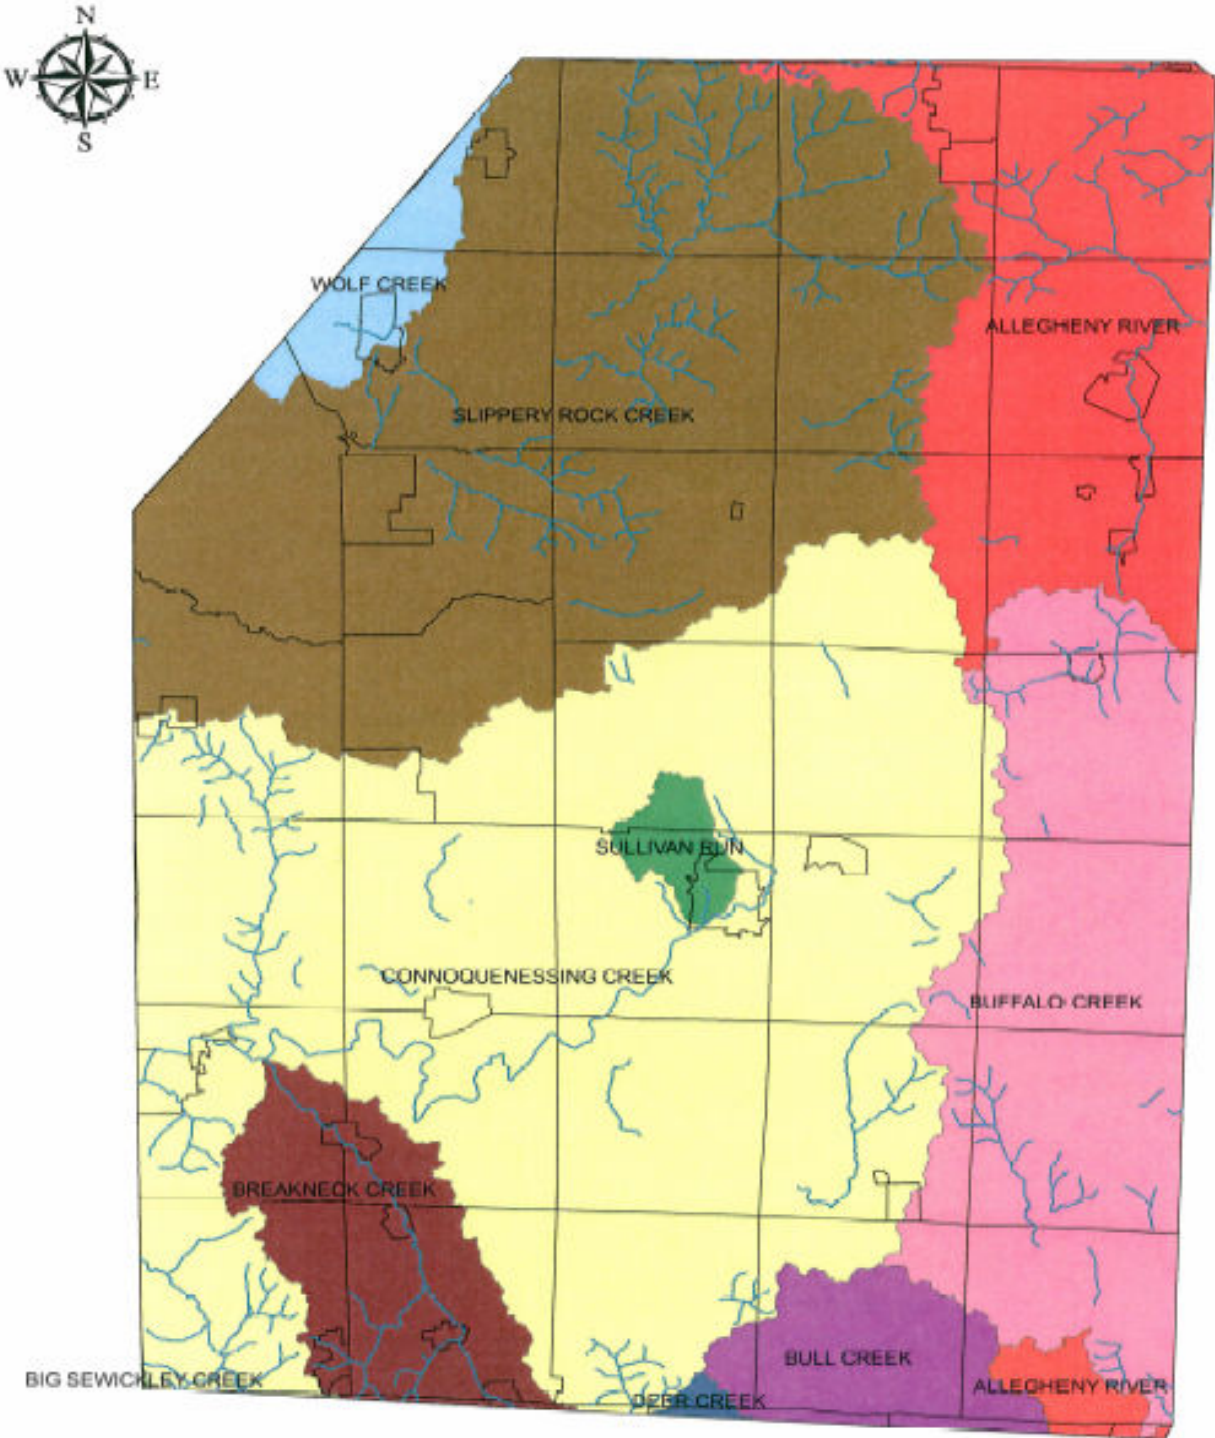 N
W E
S
WOLF CREEK
ALLEGHENY RIVER
SLIPPERY ROCK CREEK
SULLIVAN RUN
CONNOQUENESSING CREEK
BUFFALO CREEK
BREAKNECK CREEK
BULL CREEK
BIG SEWICKLEY CREEK
ALLEGHENY RIVER
DEER CREEK